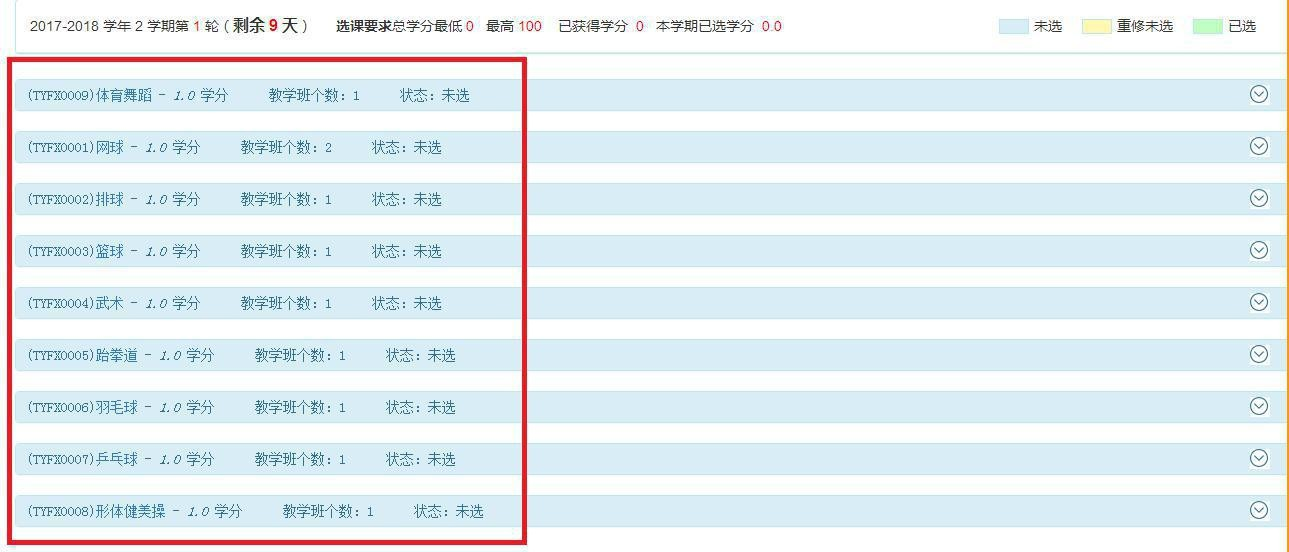 2017-2018 学年 2 学期第 1 轮 ( 剩余 9 天 ) 选课要求总学分最低 0 最高 100 已获得学分 0 本学期已选学分 0.0 未选 重修未选 已选
(TYFX0009)体育舞蹈 - 1.0 学分 教学班个数：1 状态：未选
(TYFX0001)网球 - 1.0 学分 教学班个数：2 状态：未选
(TYFX0002)排球 - 1.0 学分 教学班个数：1 状态：未选
(TYFX0003)篮球 - 1.0 学分 教学班个数：1 状态：未选
(TYFX0004)武术 - 1.0 学分 教学班个数：1 状态：未选
(TYFX0005)跆拳道 - 1.0 学分 教学班个数：1 状态：未选
(TYFX0006)羽毛球 - 1.0 学分 教学班个数：1 状态：未选
(TYFX0007)乒乓球 - 1.0 学分 教学班个数：1 状态：未选
(TYFX0008)形体健美操 - 1.0 学分 教学班个数：1 状态：未选